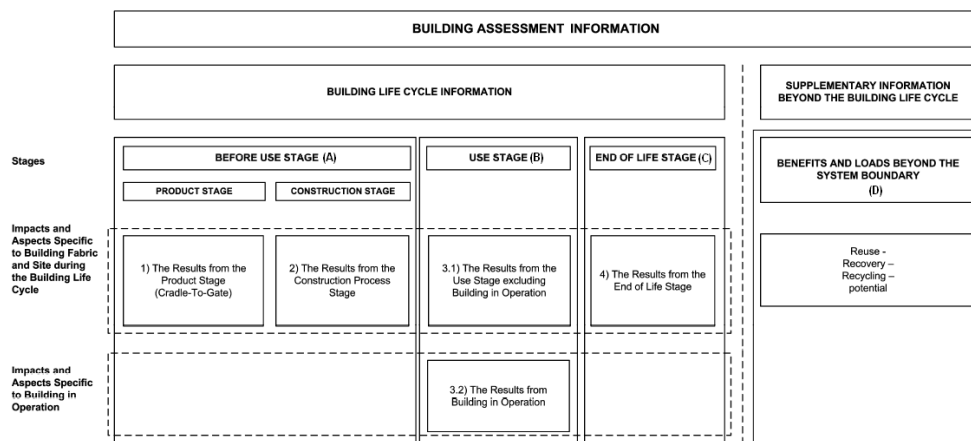 BUILDING ASSESSMENT INFORMATION
BUILDING LIFE CYCLE INFORMATION
SUPPLEMENTARY INFORMATION
BEYOND THE BUILDING LIFE CYCLE
Stages
BEFORE USE STAGE (A)
USE STAGE (B)
END OF LIFE STAGE (C)
BENEFITS AND LOADS BEYOND THE
SYSTEM BOUNDARY
(D)
PRODUCT STAGE
CONSTRUCTION STAGE
Impacts and
Aspects Specific
to Building Fabric
and Site during
the Building Life
Cycle
1) The Results from the
Product Stage
(Cradle-To-Gate)
2) The Results from the
Construction Process
Stage
3.1) The Results from the
Use Stage excluding
Building in Operation
4) The Results from the
End of Life Stage
Reuse -
Recovery –
Recycling –
potential
Impacts and
Aspects Specific
to Building in
Operation
3.2) The Results from
Building in Operation